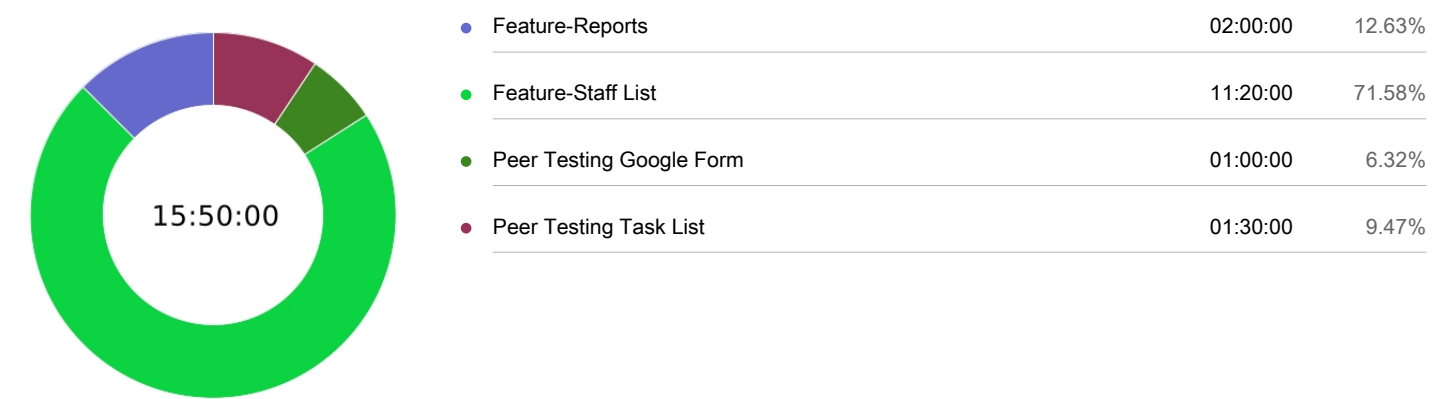 15:50:00
Feature-Reports 02:00:00 12.63%
Feature-Staff List 11:20:00 71.58%
Peer Testing Google Form 01:00:00 6.32%
Peer Testing Task List 01:30:00 9.47%